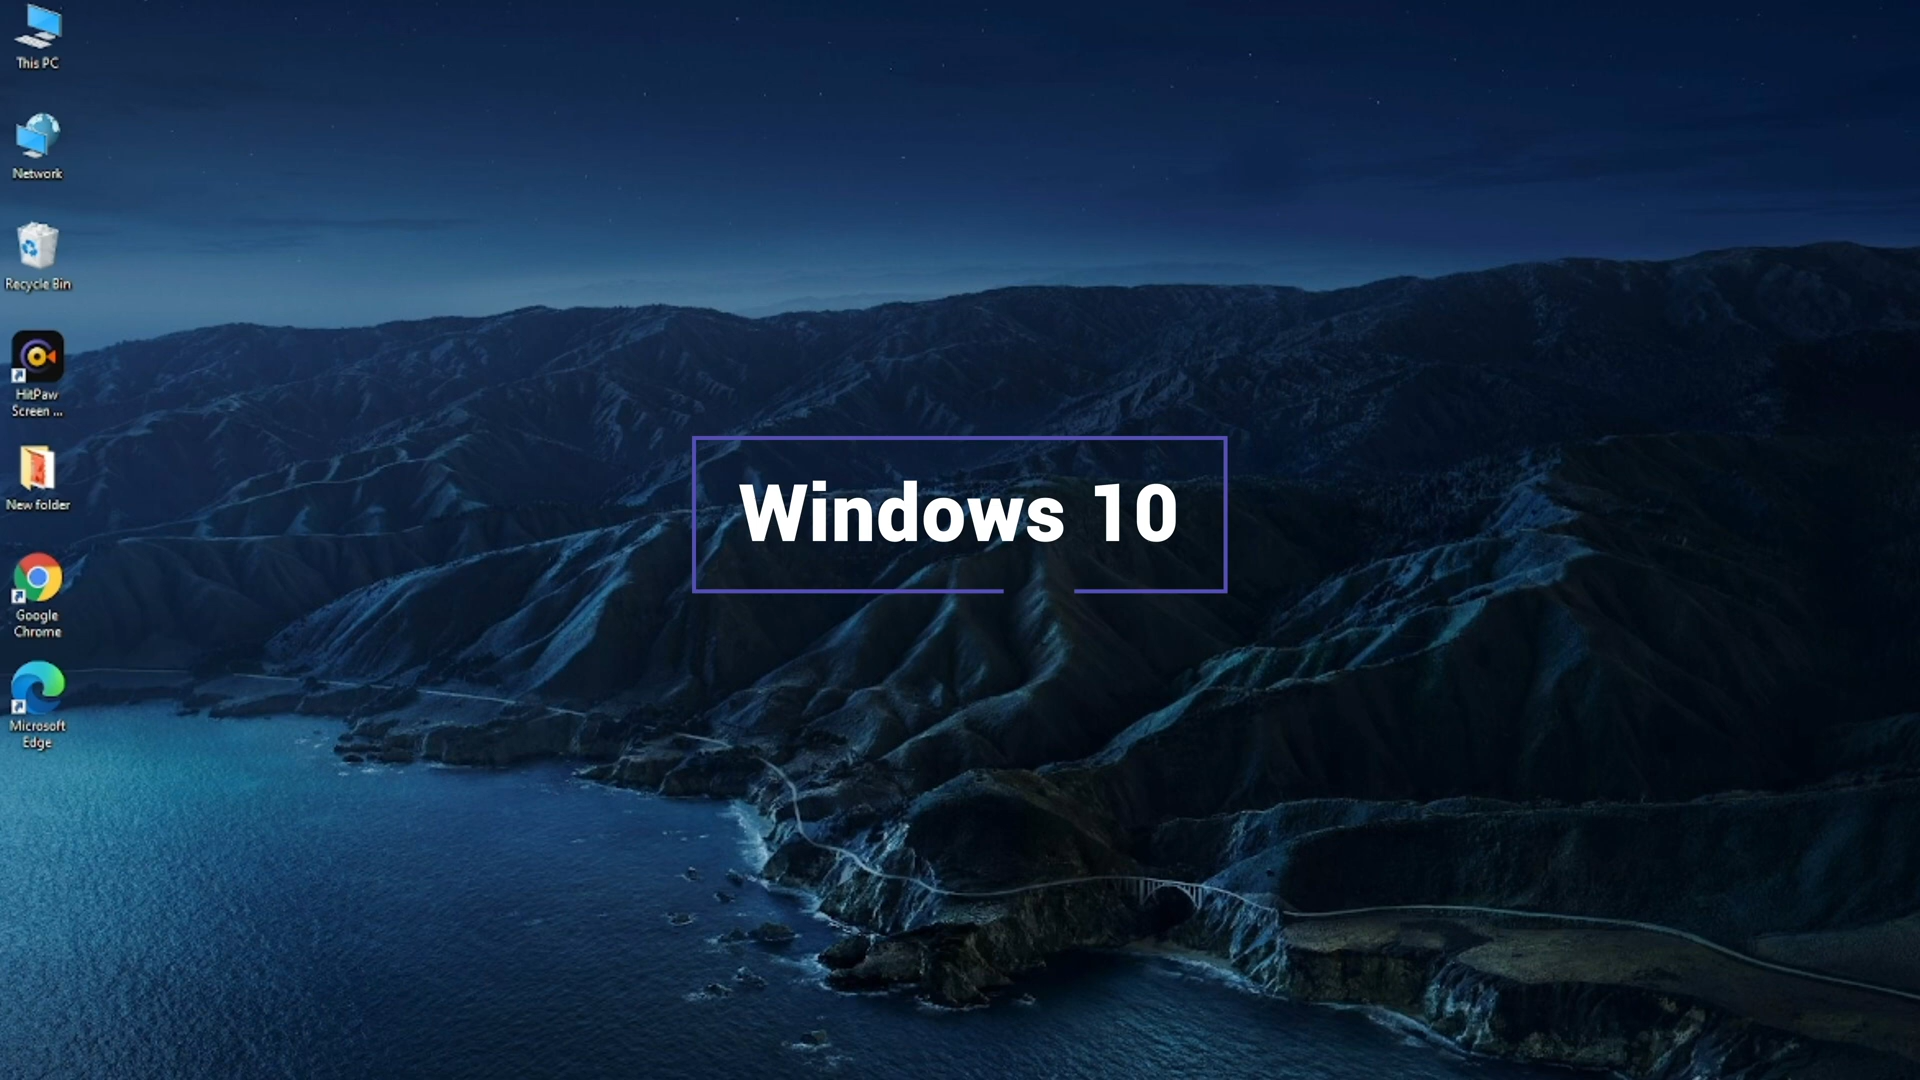 This PC
Network
Recycle Bin
HitPaw
Screen ...
New folder
Google
Chrome
Microsoft
Edge
Windows 10